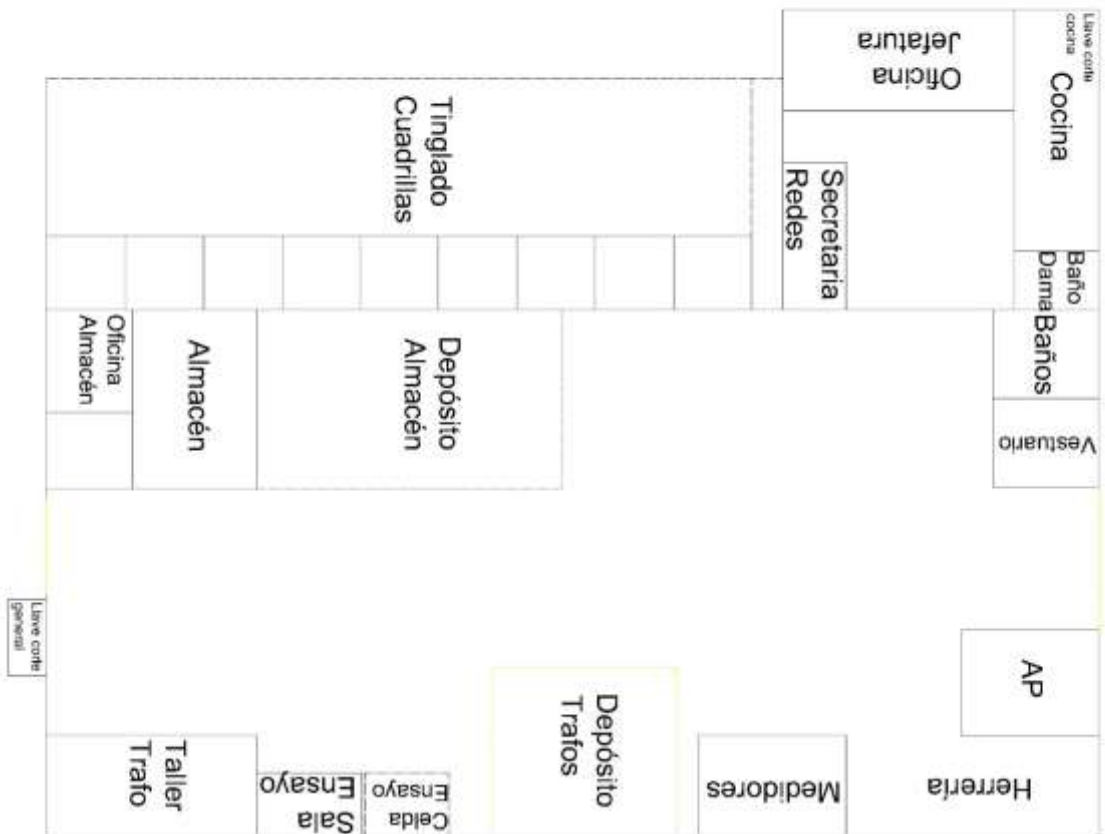 Oficina
Jefatura
Llave corte
cocina
Cocina
Tinglado
Cuadrillas
Secretaria
Redes
Baño
Dama
Baños
Oficina
Almacén
Almacén
Depósito
Almacén
Vestuario
Llave corte
general
AP
Taller
Trafo
Sala
Ensayo
Celda
Ensayo
Depósito
Trafos
Medidores
Herrería